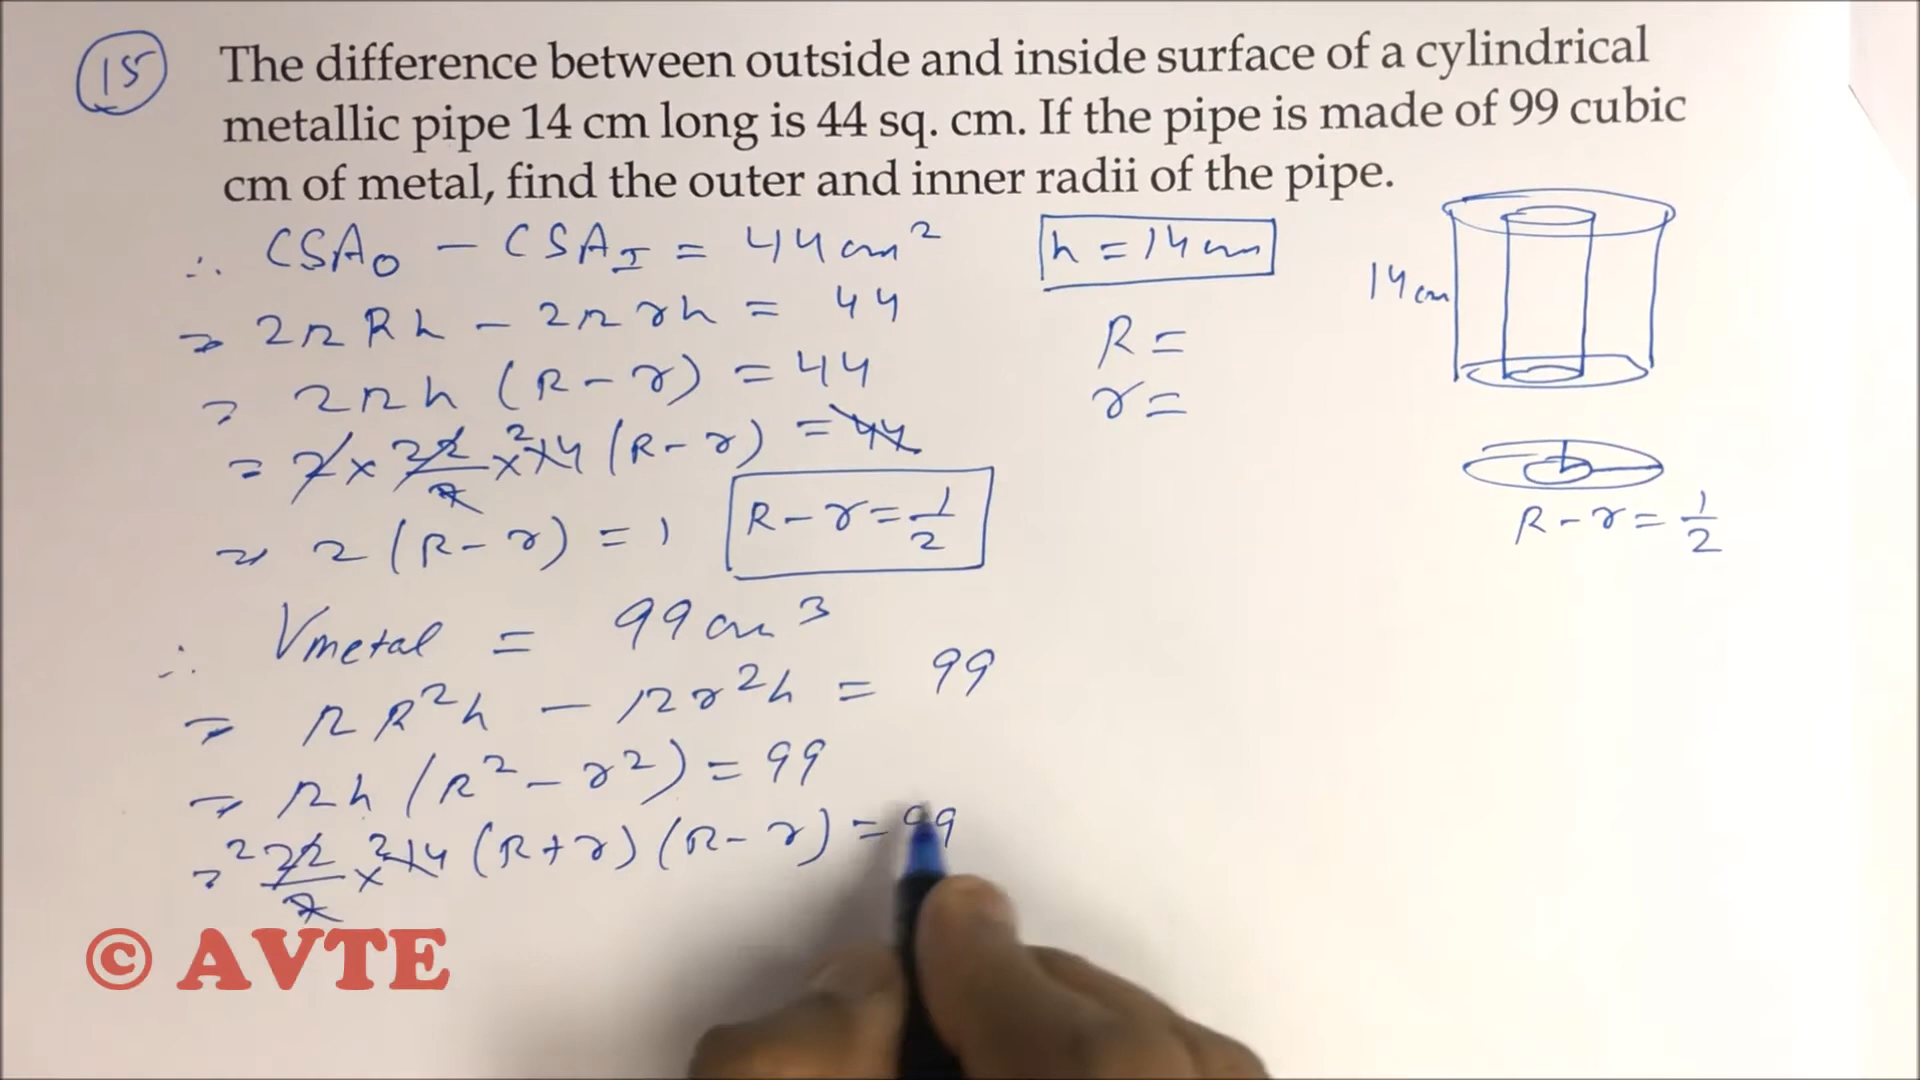 15
The difference between outside and inside surface of a cylindrical
metallic pipe 14 cm long is 44 sq. cm. If the pipe is made of 99 cubic
cm of metal, find the outer and inner radii of the pipe.
∴ CSA₀ - CSA_I = 44 cm²
h = 14 cm
14 cm
⇒ 2πRh - 2πrh = 44
R =
⇒ 2πh (R - r) = 44
r =
= 2 × 22/7 × 14 (R - r) = 44
2
⇒ 2 (R - r) = 1
R - r = 1/2
R - r = 1/2
∴ Vmetal = 99 cm³
⇒ πR²h - πr²h = 99
⇒ πh (R² - r²) = 99
⇒ 22/7 × 14 (R + r) (R - r) = 99
2 2
© AVTE